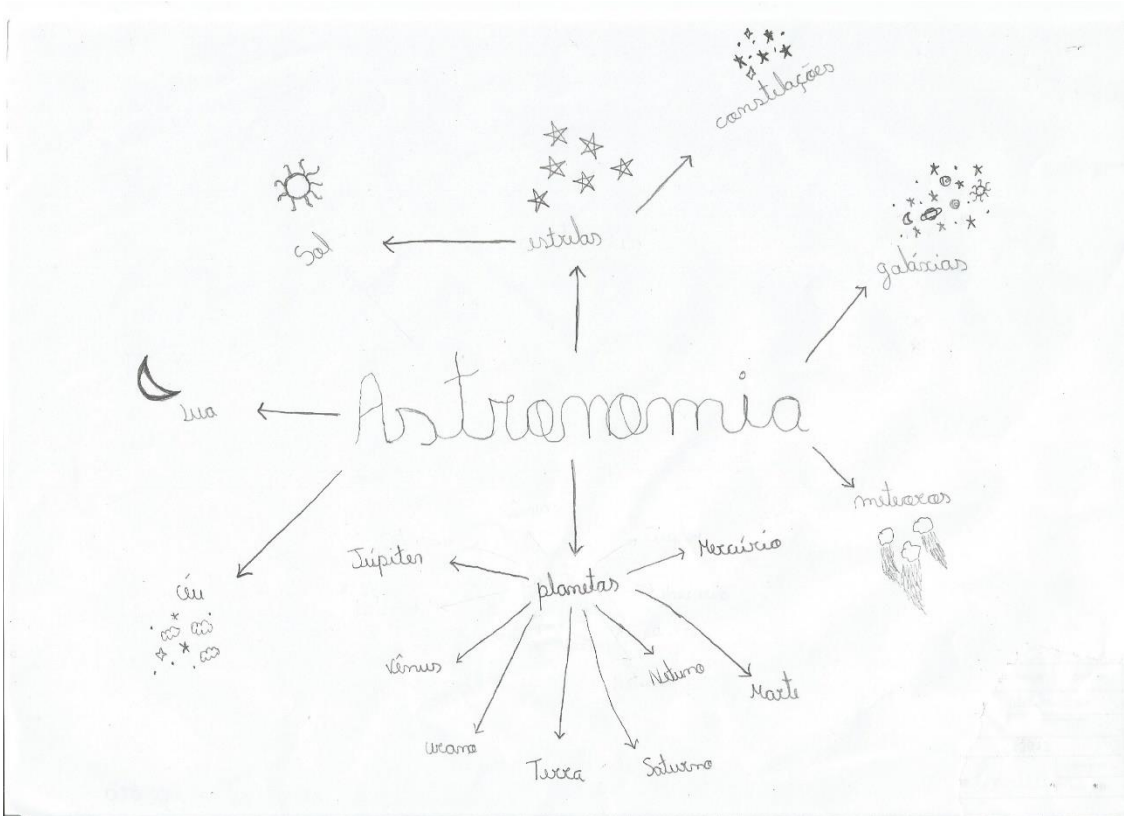 constelações
estrelas
Sol
galáxias
Lua
Astronomia
meteoros
Júpiter
Mercúrio
planetas
céu
Vênus
Netuno
Marte
urano
Terra
Saturno